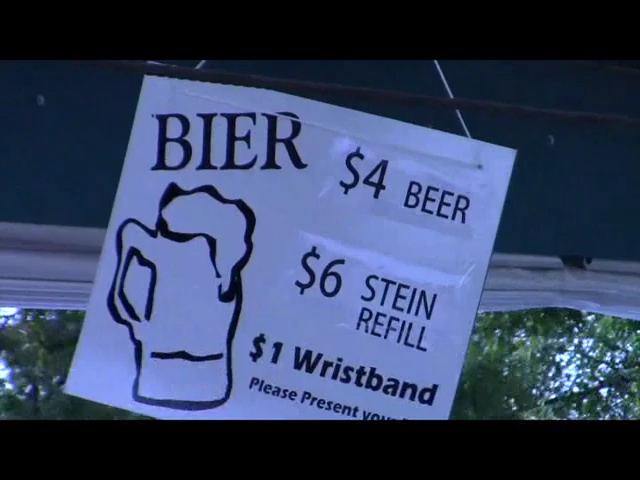 BIER
$4 BEER
$6 STEIN
REFILL
$1 Wristband
Please Present your